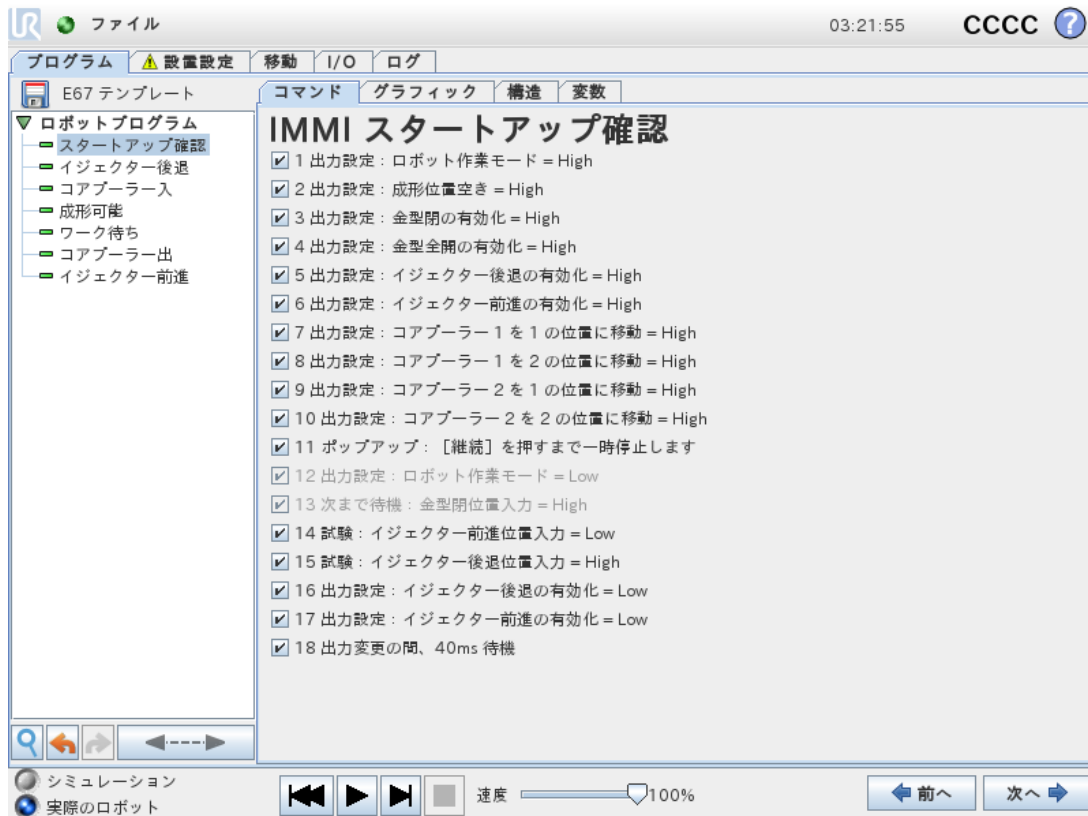 UR ファイル 03:21:55 CCCC ?
プログラム 設置設定 移動 I/O ログ
E67 テンプレート
コマンド グラフィック 構造 変数
ロボットプログラム
スタートアップ確認
イジェクター後退
コアプーラー入
成形可能
ワーク待ち
コアプーラー出
イジェクター前進
IMMI スタートアップ確認
1 出力設定:ロボット作業モード = High
2 出力設定:成形位置空き = High
3 出力設定:金型閉の有効化 = High
4 出力設定:金型全開の有効化 = High
5 出力設定:イジェクター後退の有効化 = High
6 出力設定:イジェクター前進の有効化 = High
7 出力設定:コアプーラー 1 を 1 の位置に移動 = High
8 出力設定:コアプーラー 1 を 2 の位置に移動 = High
9 出力設定:コアプーラー 2 を 1 の位置に移動 = High
10 出力設定:コアプーラー 2 を 2 の位置に移動 = High
11 ポップアップ:[継続]を押すまで一時停止します
12 出力設定:ロボット作業モード = Low
13 次まで待機:金型閉位置入力 = High
14 試験:イジェクター前進位置入力 = Low
15 試験:イジェクター後退位置入力 = High
16 出力設定:イジェクター後退の有効化 = Low
17 出力設定:イジェクター前進の有効化 = Low
18 出力変更の間、40ms 待機
シミュレーション
実際のロボット
速度 100%
前へ 次へ